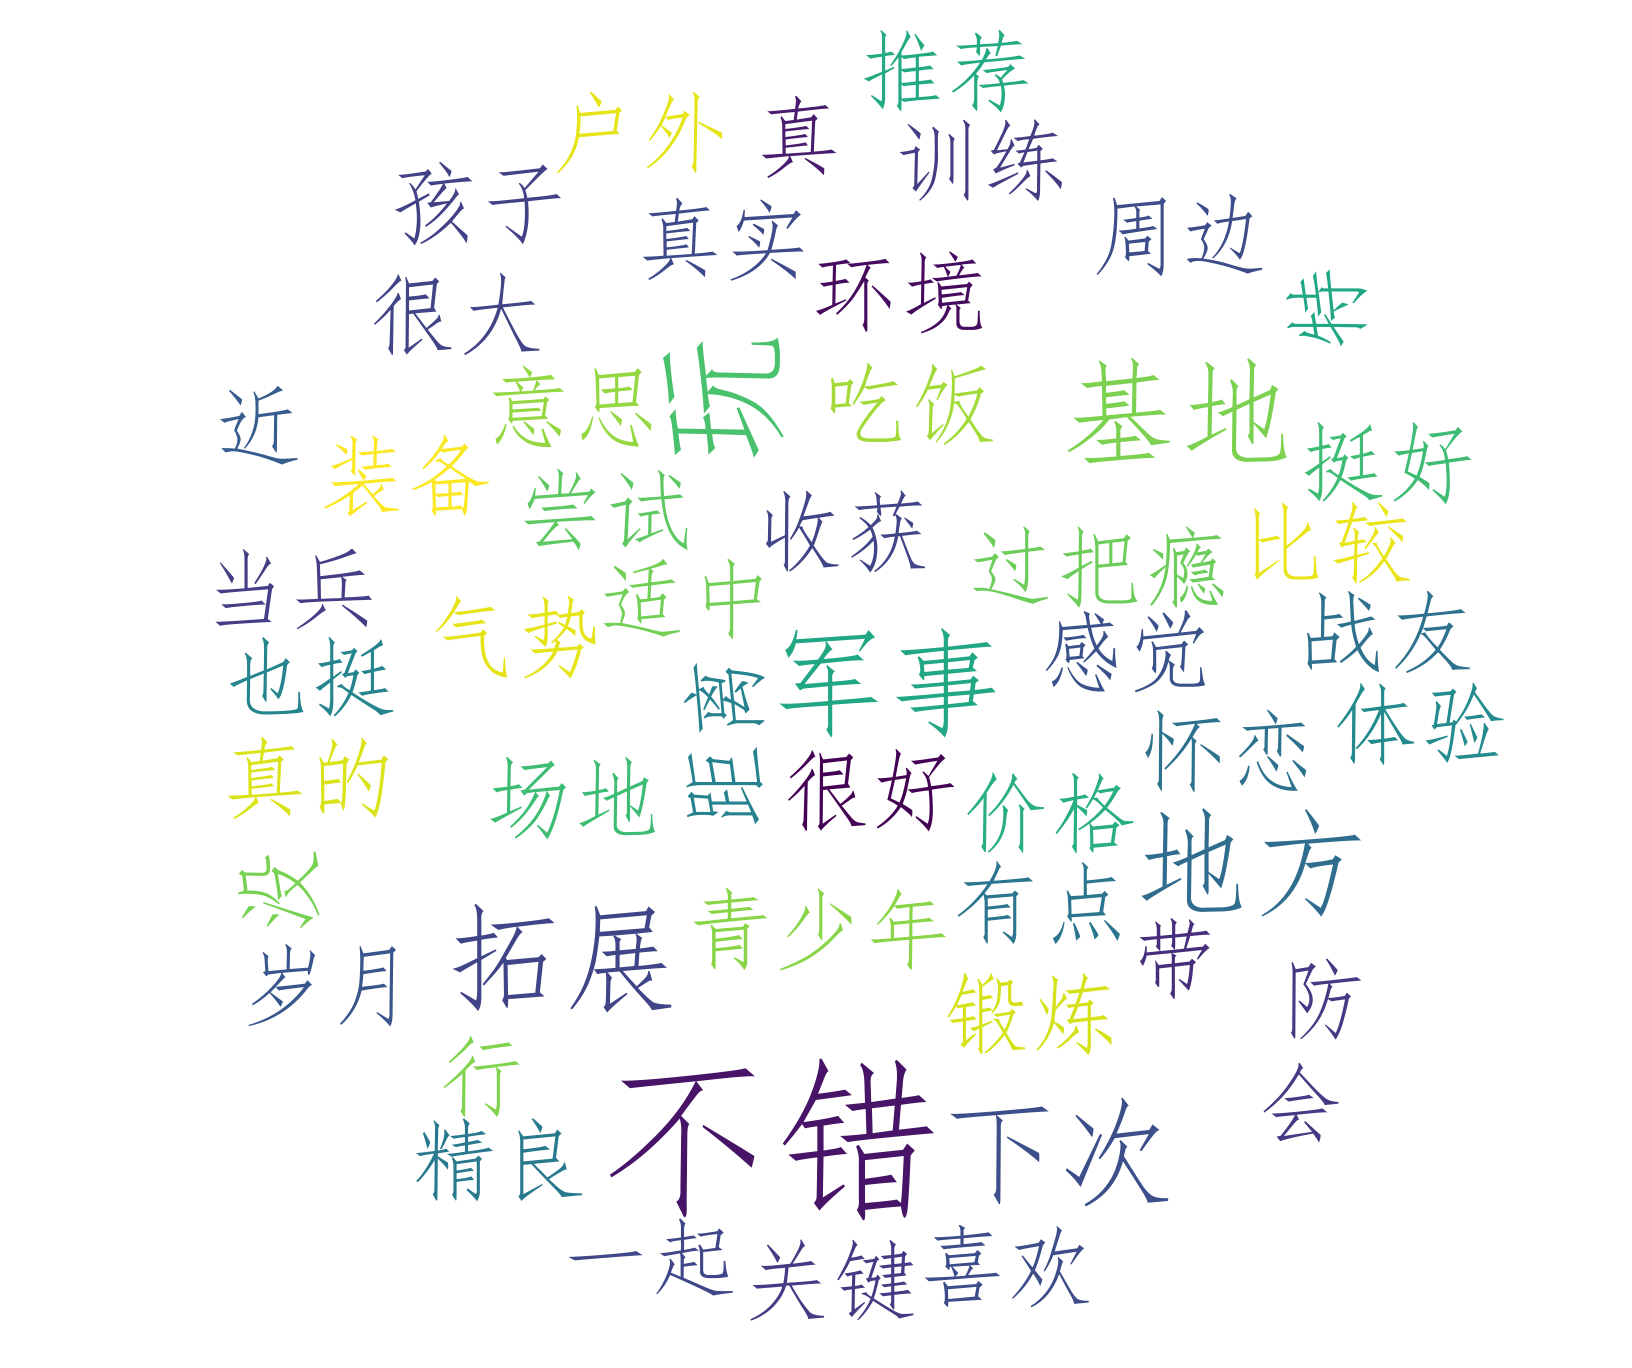 推荐
户外
真
训练
孩子
真实
周边
环境
很大
特
玩
意思
吃饭
基地
近
装备
挺好
尝试
收获
过把瘾
比较
当兵
适中
气势
战友
军事
感觉
也挺
距离
体验
怀恋
真的
场地
很好
价格
地方
没
有点
青少年
拓展
带
岁月
防
锻炼
行
会
不错
下次
精良
一起
关键
喜欢